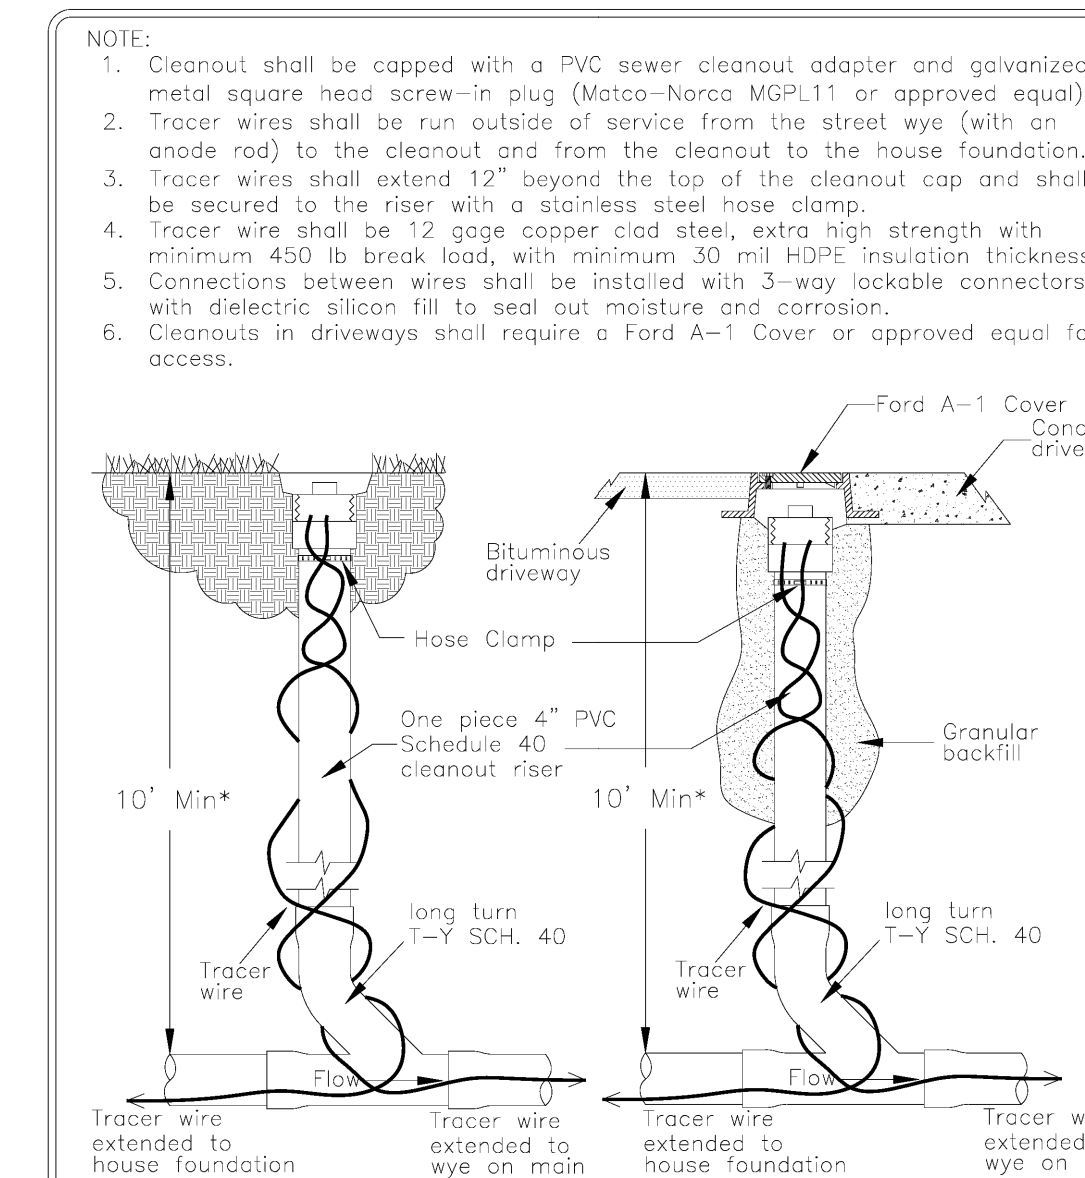 NOTE:
1. Cleanout shall be capped with a PVC sewer cleanout adapter and galvanized
metal square head screw-in plug (Matco-Norca MGPL11 or approved equal)
2. Tracer wires shall be run outside of service from the street wye (with an
anode rod) to the cleanout and from the cleanout to the house foundation.
3. Tracer wires shall extend 12" beyond the top of the cleanout cap and shall
be secured to the riser with a stainless steel hose clamp.
4. Tracer wire shall be 12 gage copper clad steel, extra high strength with
minimum 450 lb break load, with minimum 30 mil HDPE insulation thickness
5. Connections between wires shall be installed with 3-way lockable connectors
with dielectric silicon fill to seal out moisture and corrosion.
6. Cleanouts in driveways shall require a Ford A-1 Cover or approved equal fo
access.
Ford A-1 Cover
Conc
drive
Bituminous
driveway
Hose Clamp
One piece 4" PVC
Schedule 40
cleanout riser
Granular
backfill
10' Min*
10' Min*
long turn
T-Y SCH. 40
long turn
T-Y SCH. 40
Tracer
wire
Tracer
wire
Flow
Flow
Tracer wire
extended to
house foundation
Tracer wire
extended to
wye on main
Tracer wire
extended to
house foundation
Tracer w
extended
wye on